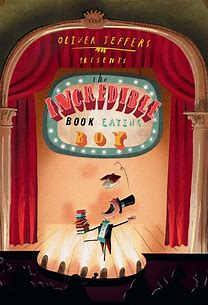 OLIVER JEFFERS
PRESENTS
the
INCREDIBLE
BOOK EATING
BOY